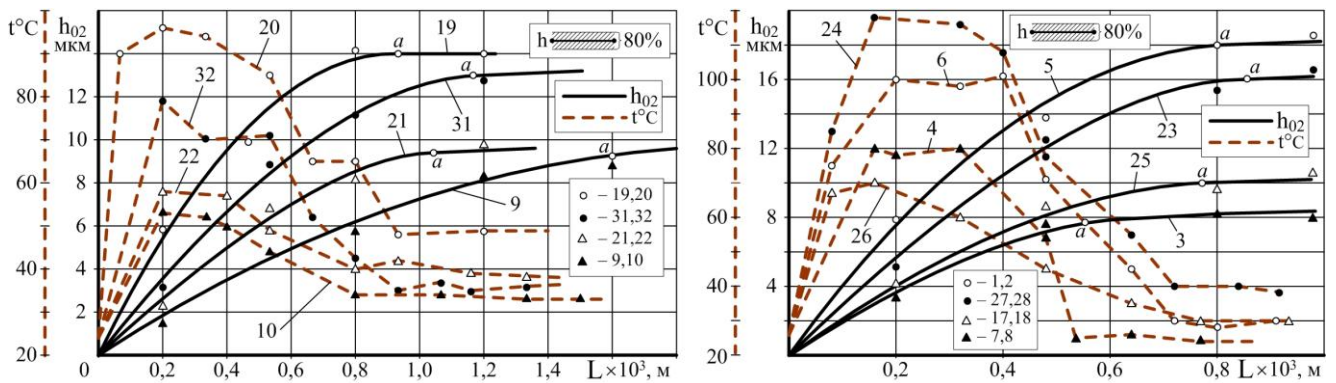 t°C
h₀₂
мкм
20
h
80%
a
19
32
a
80
12
31
h₀₂
t°C
10
22
21
60
8
a
a
– 19,20
– 31,32
– 21,22
– 9,10
6
9
40
4
2
10
20
0
0,2
0,4
0,6
0,8
1,0
1,2
1,4
L×10³, м
t°C
h₀₂
мкм
24
h
80%
6
5
a
100
16
a
23
h₀₂
t°C
4
80
12
22
25
a
60
8
26
a
3
40
4
– 1,2
– 27,28
– 17,18
– 7,8
20
0,2
0,4
0,6
0,8
L×10³, м